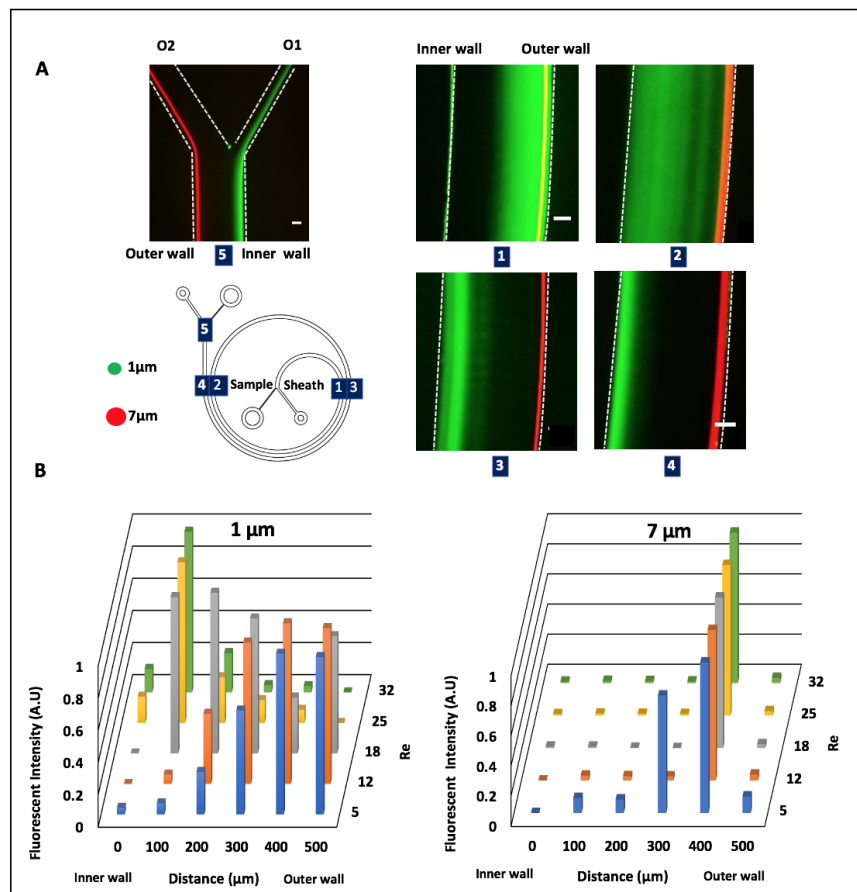 O2 O1
A
Inner wall Outer wall
Outer wall 5 Inner wall
1 2
5
1µm
7µm
4 2 Sample Sheath 1 3
3 4
B
1 µm
Fluorescent Intensity (A.U)
1
0.8
0.6
0.4
0.2
0
0 100 200 300 400 500
Inner wall Distance (µm) Outer wall
32
25
18
12
5
Re
7 µm
Fluorescent Intensity (A.U)
1
0.8
0.6
0.4
0.2
0
0 100 200 300 400 500
Inner wall Distance (µm) Outer wall
32
25
18
12
5
Re